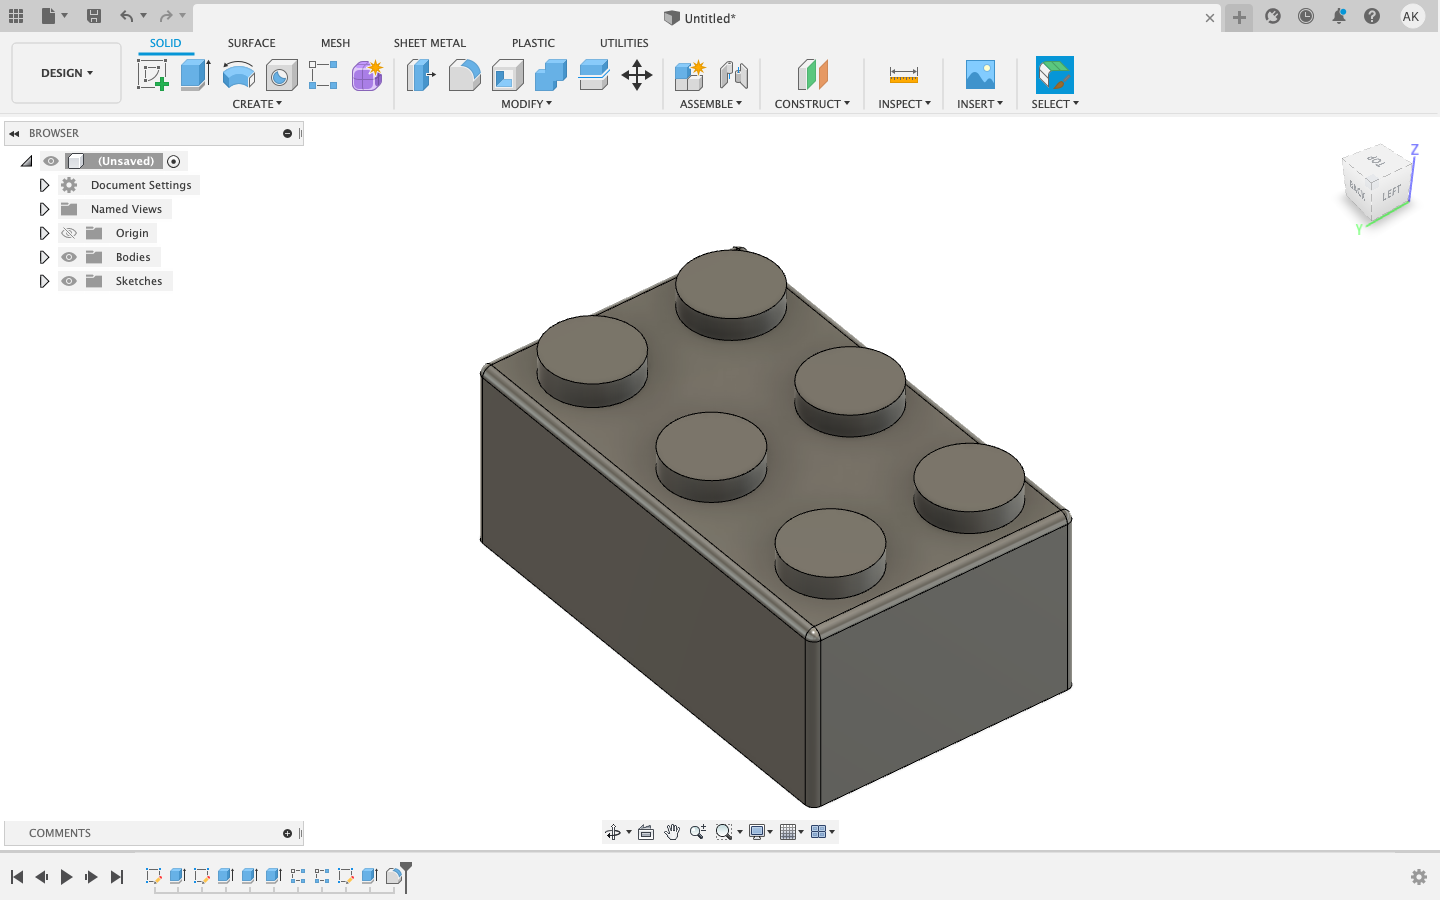 Untitled*
AK
DESIGN
SOLID
SURFACE
MESH
SHEET METAL
PLASTIC
UTILITIES
CREATE
MODIFY
ASSEMBLE
CONSTRUCT
INSPECT
INSERT
SELECT
BROWSER
(Unsaved)
Document Settings
Named Views
Origin
Bodies
Sketches
TOP
BACK
LEFT
Z
Y
COMMENTS